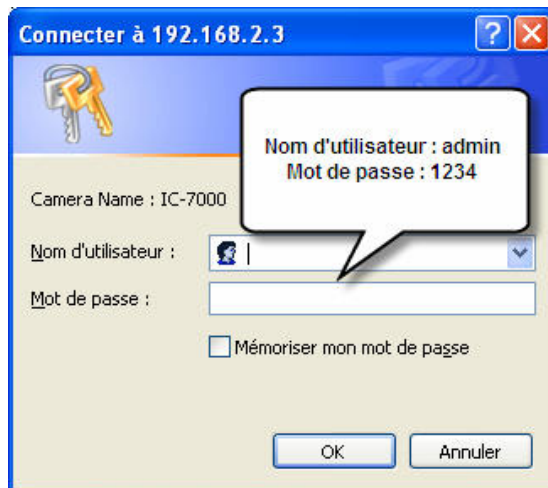 Connecter à 192.168.2.3
Nom d'utilisateur : admin
Mot de passe : 1234
Camera Name : IC-7000
Nom d'utilisateur :
Mot de passe :
Mémoriser mon mot de passe
OK
Annuler